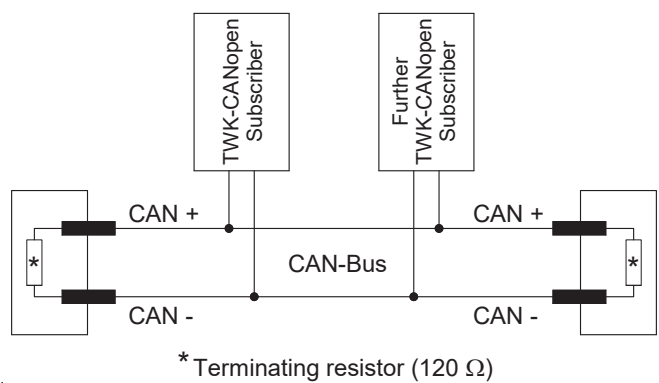 TWK-CANopen
Subscriber
Further
TWK-CANopen
Subscriber
CAN +
CAN +
*
*
CAN-Bus
CAN -
CAN -
* Terminating resistor (120 Ω)